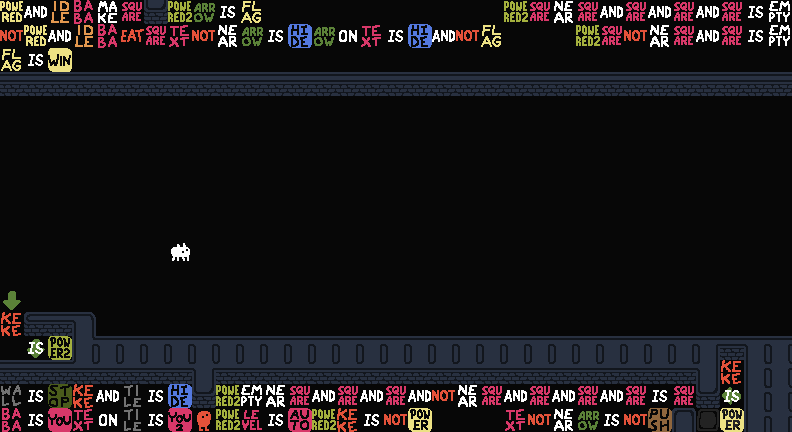 POWERED AND IDLE BABA MAKE SQUARE POWERED2 ARROW IS FLAG POWERED2 SQUARE NEAR SQUARE AND AND SQUARE AND SQUARE IS EMPTY
NOT POWERED AND IDLE BABA EAT SQUARE TEXT NOT NEAR ARROW IS HIDE ARROW ON TEXT IS HIDE AND NOT FLAG POWERED2 SQUARE NOT NEAR SQUARE AND SQUARE IS EMPTY
FLAG IS WIN
KEKE
IS POWER2
KEKE
WALL IS STOP KEKE AND TILE IS HIDE POWERED2 EMPTY NEAR SQUARE AND SQUARE AND SQUARE AND NOT NEAR SQUARE AND SQUARE AND SQUARE AND SQUARE IS SQUARE IS
BABA IS YOU TEXT ON TILE IS YOU2 POWERED2 LEVEL IS AUTO POWERED2 KEKE IS NOT POWER TEXT NOT NEAR ARROW IS NOT PUSH POWER